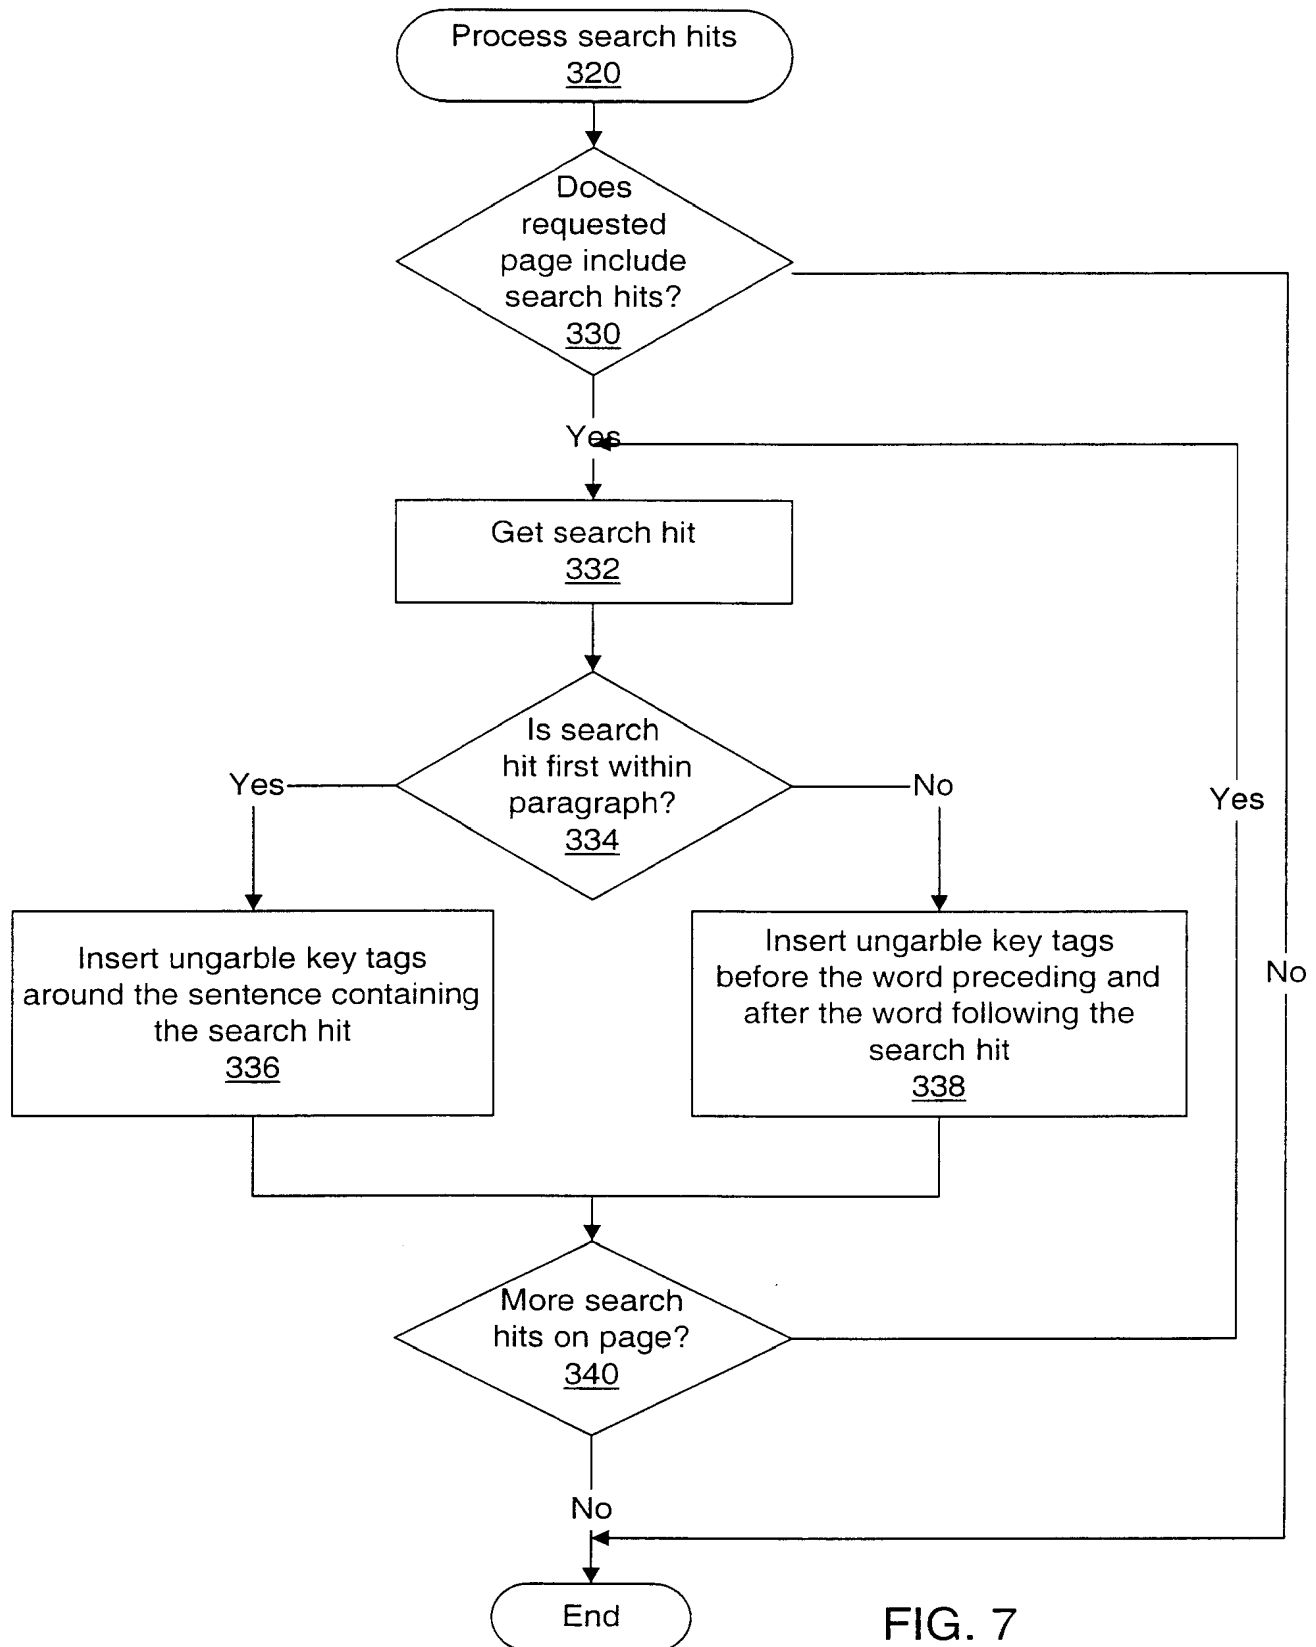 Process search hits
320
Does
requested
page include
search hits?
330
Yes
Get search hit
332
Is search
hit first within
paragraph?
334
Yes
No
Yes
Insert ungarble key tags
around the sentence containing
the search hit
336
Insert ungarble key tags
before the word preceding and
after the word following the
search hit
338
No
More search
hits on page?
340
No
End
FIG. 7